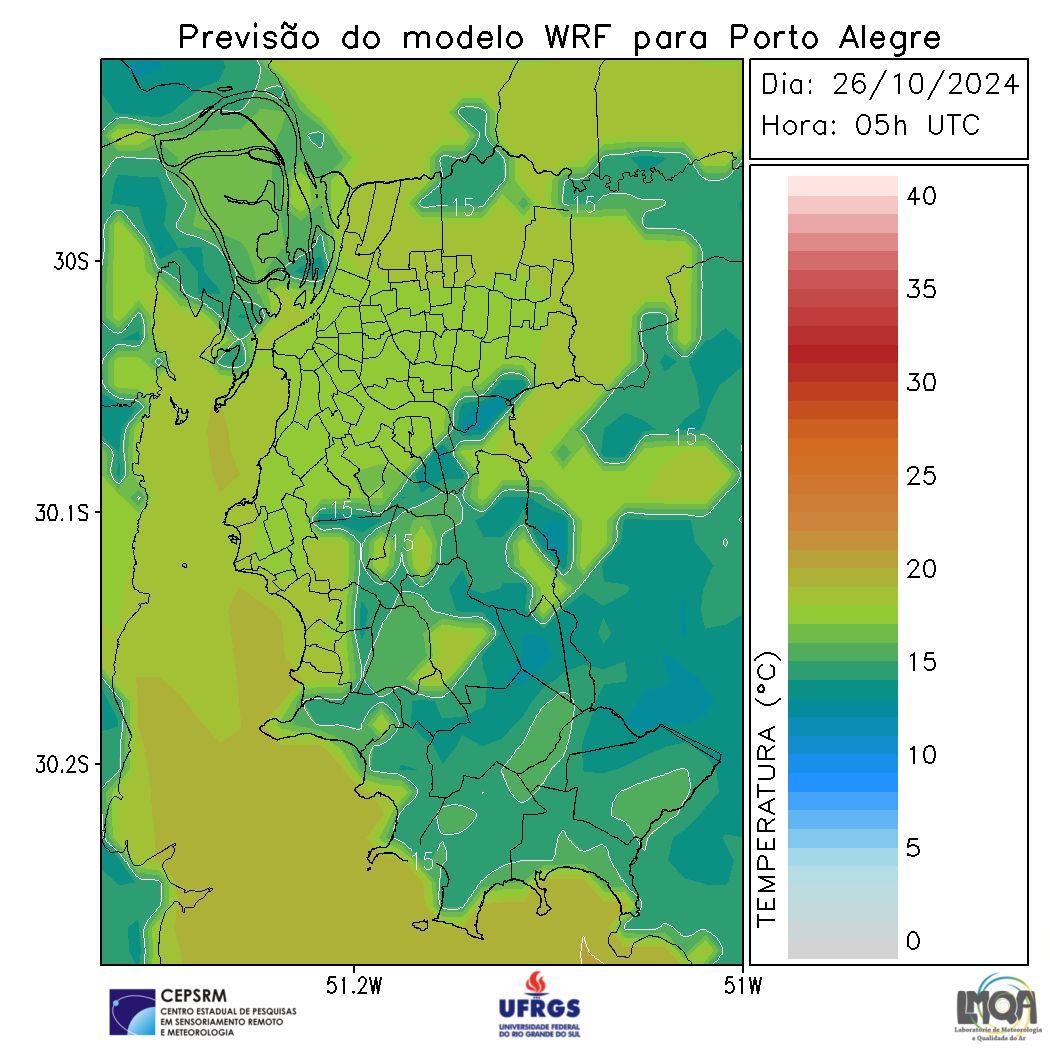 Previsão do modelo WRF para Porto Alegre
Dia: 26/10/2024
Hora: 05h UTC
30S
30.1S
30.2S
51.2W
51W
15
15
15
15
15
15
40
35
30
25
20
15
10
5
0
TEMPERATURA (°C)
CEPSRM
CENTRO ESTADUAL DE PESQUISAS
EM SENSORIAMENTO REMOTO
E METEOROLOGIA
UFRGS
UNIVERSIDADE FEDERAL
DO RIO GRANDE DO SUL
LMQA
Laboratório de Meteorologia
e Qualidade do Ar